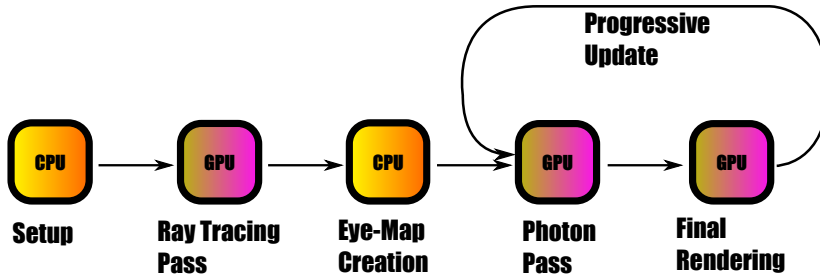 Progressive
Update
CPU
GPU
CPU
GPU
GPU
Setup
Ray Tracing
Pass
Eye-Map
Creation
Photon
Pass
Final
Rendering